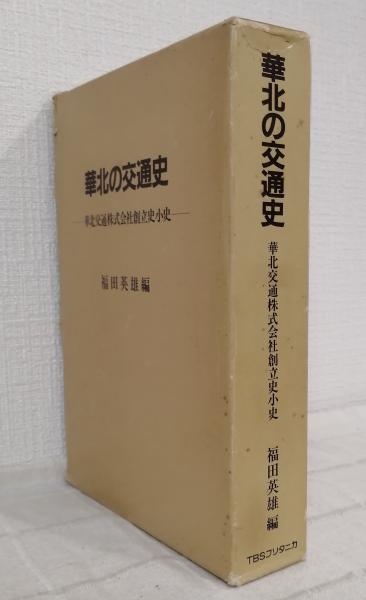 華北の交通史
―華北交通株式会社創立史小史―
福田英雄編
華北の交通史
華北交通株式会社創立史小史
福田英雄編
TBSブリタニカ